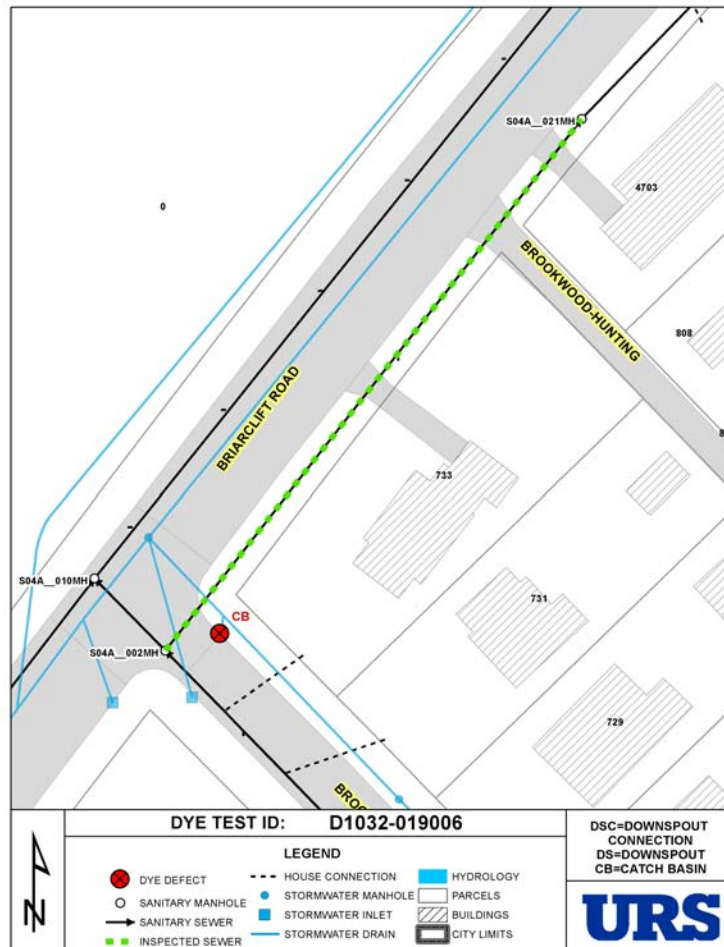 S04A__021MH
4703
0
BROOKWOOD-HUNTING
808
8
BRIARCLIFT ROAD
733
S04A__010MH
CB
731
S04A__002MH
729
BROO
DYE TEST ID: D1032-019006
LEGEND
DYE DEFECT
SANITARY MANHOLE
SANITARY SEWER
INSPECTED SEWER
HOUSE CONNECTION
STORMWATER MANHOLE
STORMWATER INLET
STORMWATER DRAIN
HYDROLOGY
PARCELS
BUILDINGS
CITY LIMITS
DSC=DOWNSPOUT
CONNECTION
DS=DOWNSPOUT
CB=CATCH BASIN
N
URS